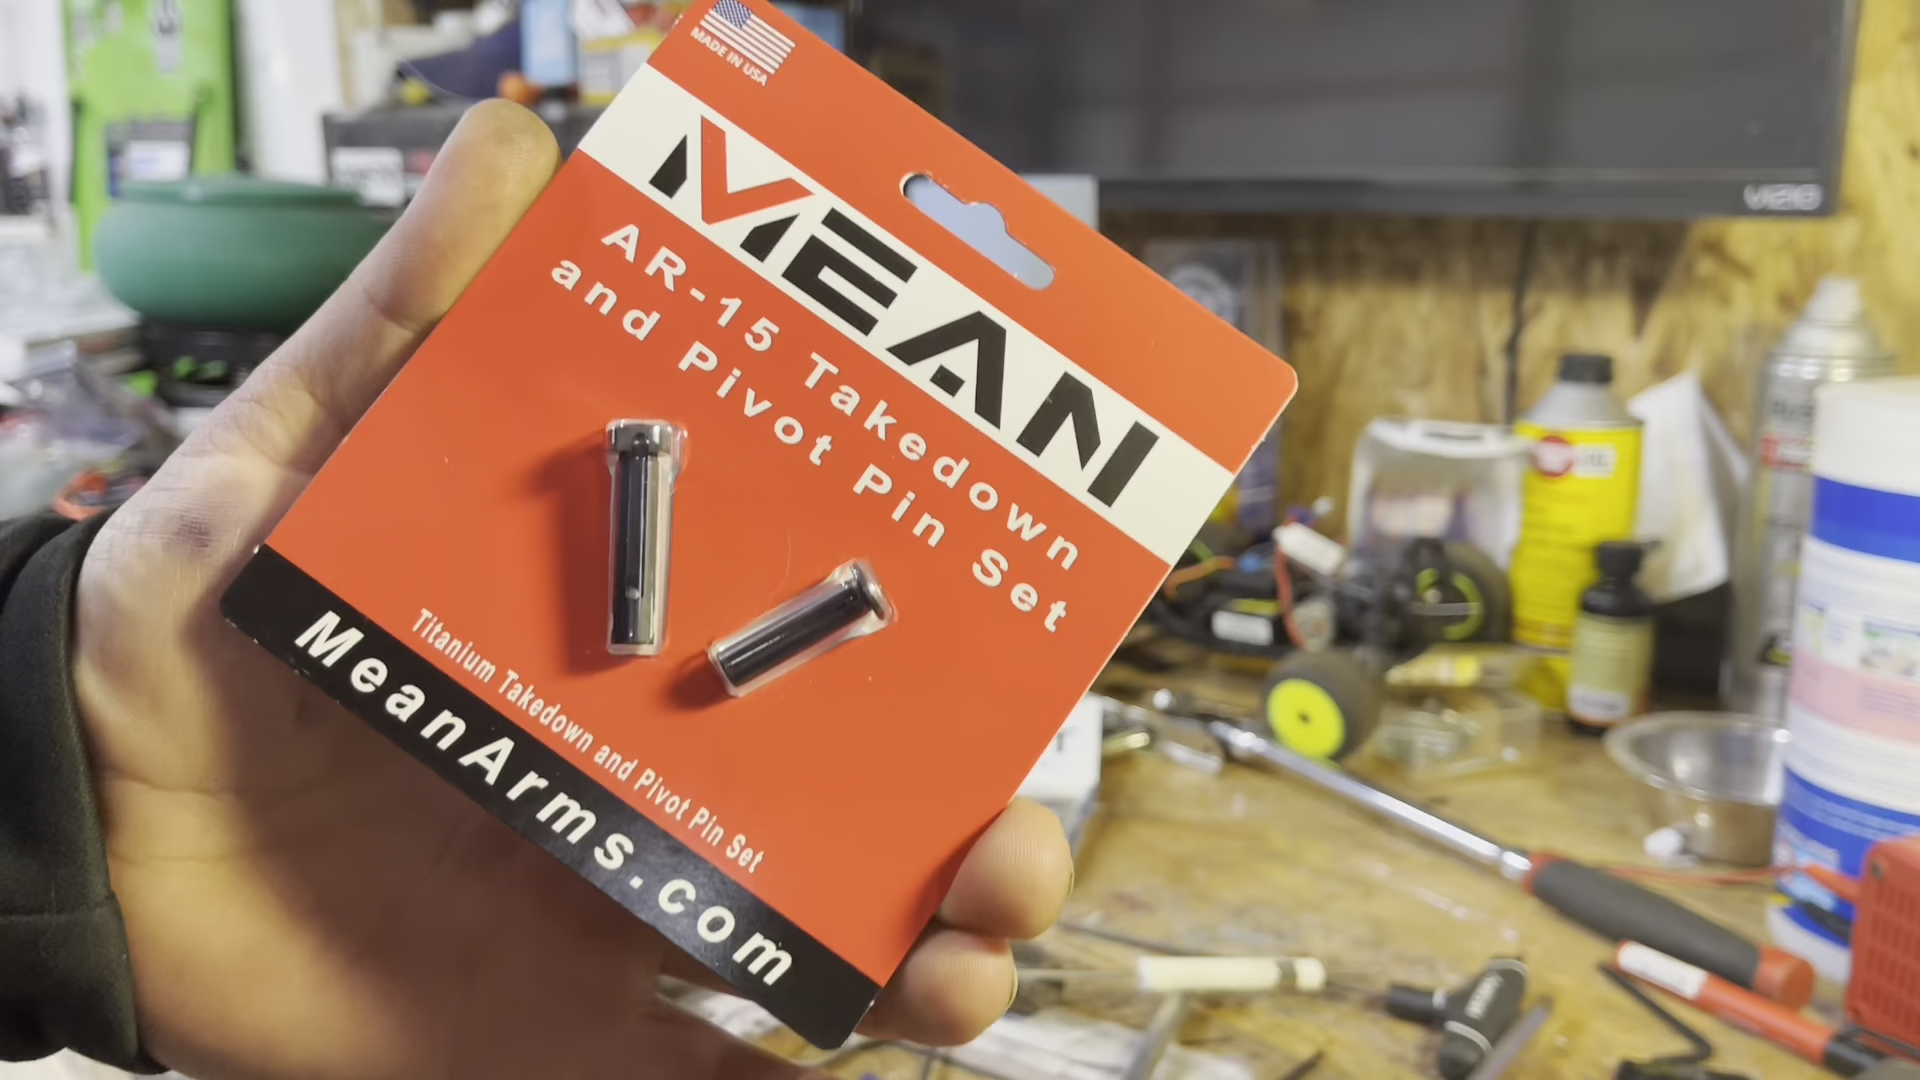 MADE IN USA
MEAN
AR-15 Takedown
and Pivot Pin Set
Titanium Takedown and Pivot Pin Set
MeanArms.com
VIZIO